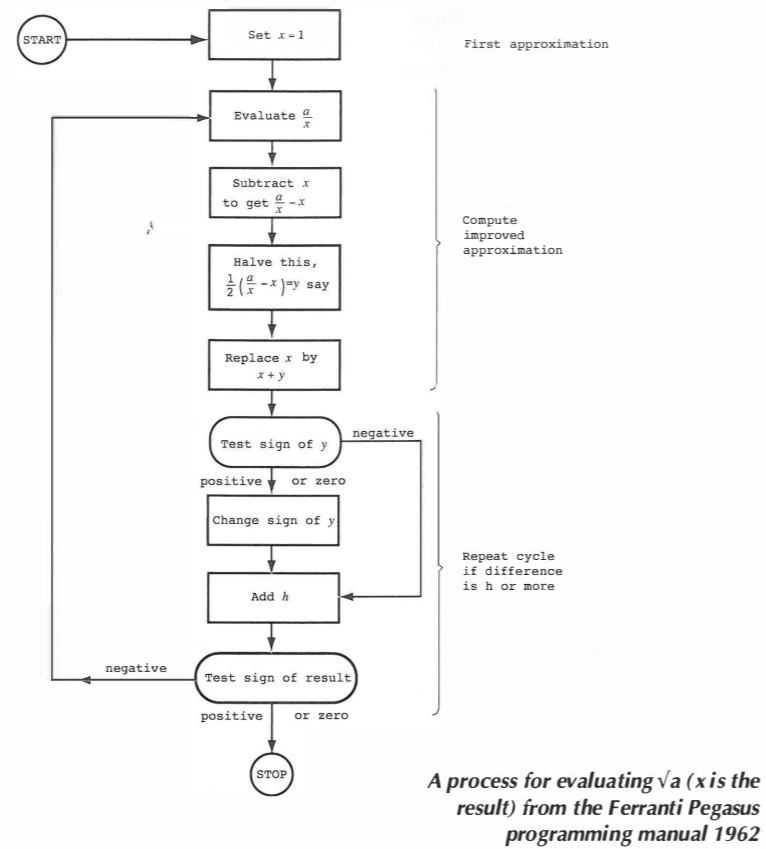 START
Set x = 1
First approximation
Evaluate a/x
Subtract x
to get a/x - x
Compute
improved
approximation
Halve this,
1/2 (a/x - x) = y say
Replace x by
x + y
Test sign of y
negative
positive or zero
Change sign of y
Repeat cycle
if difference
is h or more
Add h
negative
Test sign of result
positive or zero
STOP
A process for evaluating √a (x is the
result) from the Ferranti Pegasus
programming manual 1962